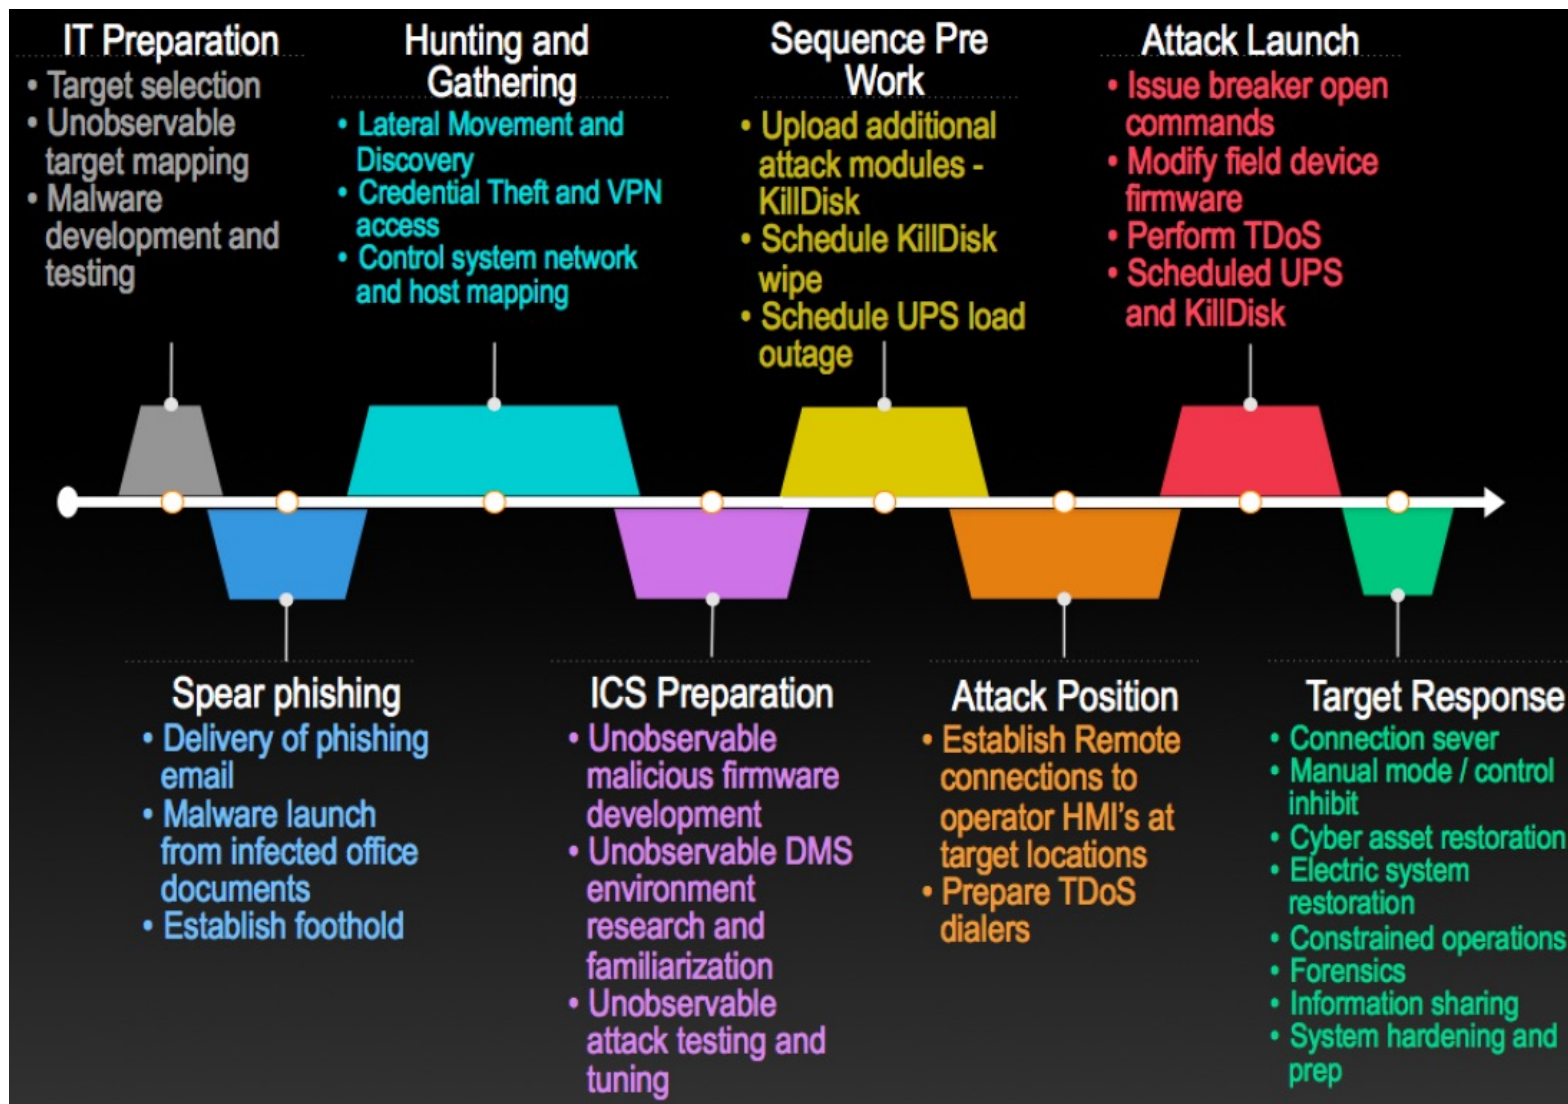 IT Preparation
• Target selection
• Unobservable
target mapping
• Malware
development and
testing
Hunting and
Gathering
• Lateral Movement and
Discovery
• Credential Theft and VPN
access
• Control system network
and host mapping
Sequence Pre
Work
• Upload additional
attack modules -
KillDisk
• Schedule KillDisk
wipe
• Schedule UPS load
outage
Attack Launch
• Issue breaker open
commands
• Modify field device
firmware
• Perform TDoS
• Scheduled UPS
and KillDisk
Spear phishing
• Delivery of phishing
email
• Malware launch
from infected office
documents
• Establish foothold
ICS Preparation
• Unobservable
malicious firmware
development
• Unobservable DMS
environment
research and
familiarization
• Unobservable
attack testing and
tuning
Attack Position
• Establish Remote
connections to
operator HMI's at
target locations
• Prepare TDoS
dialers
Target Response
• Connection sever
• Manual mode / control
inhibit
• Cyber asset restoration
• Electric system
restoration
• Constrained operations
• Forensics
• Information sharing
• System hardening and
prep